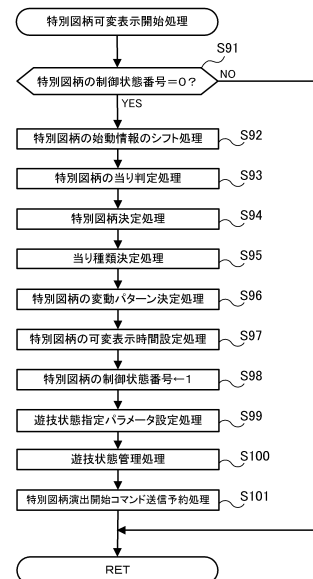 特別図柄可変表示開始処理
S91
特別図柄の制御状態番号=0?
NO
YES
特別図柄の始動情報のシフト処理
S92
特別図柄の当り判定処理
S93
特別図柄決定処理
S94
当り種類決定処理
S95
特別図柄の変動パターン決定処理
S96
特別図柄の可変表示時間設定処理
S97
特別図柄の制御状態番号←1
S98
遊技状態指定パラメータ設定処理
S99
遊技状態管理処理
S100
特別図柄演出開始コマンド送信予約処理
S101
RET